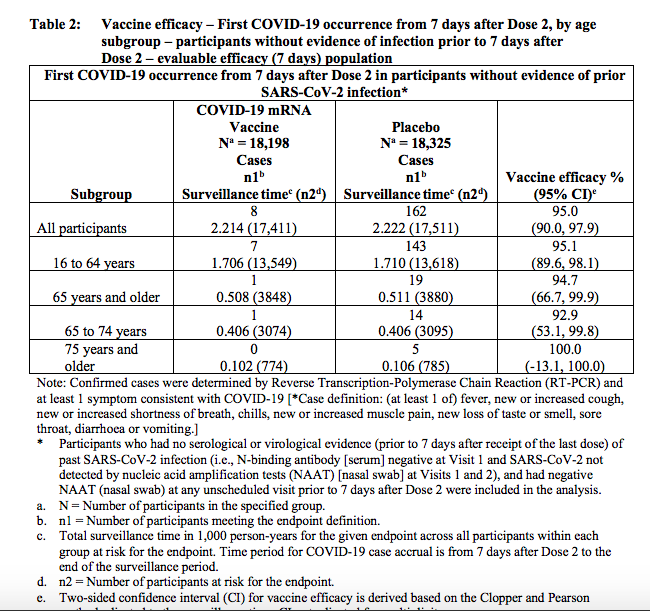 Table 2: Vaccine efficacy – First COVID-19 occurrence from 7 days after Dose 2, by age
subgroup – participants without evidence of infection prior to 7 days after
Dose 2 – evaluable efficacy (7 days) population
First COVID-19 occurrence from 7 days after Dose 2 in participants without evidence of prior
SARS-CoV-2 infection*
COVID-19 mRNA
Vaccine
Nᵃ = 18,198
Cases
n1ᵇ
Surveillance timeᶜ (n2ᵈ)
Placebo
Nᵃ = 18,325
Cases
n1ᵇ
Surveillance timeᶜ (n2ᵈ)
Vaccine efficacy %
(95% CI)ᵉ
Subgroup
8 162 95.0
All participants 2.214 (17,411) 2.222 (17,511) (90.0, 97.9)
7 143 95.1
16 to 64 years 1.706 (13,549) 1.710 (13,618) (89.6, 98.1)
1 19 94.7
65 years and older 0.508 (3848) 0.511 (3880) (66.7, 99.9)
1 14 92.9
65 to 74 years 0.406 (3074) 0.406 (3095) (53.1, 99.8)
75 years and 0 5 100.0
older 0.102 (774) 0.106 (785) (-13.1, 100.0)
Note: Confirmed cases were determined by Reverse Transcription-Polymerase Chain Reaction (RT-PCR) and
at least 1 symptom consistent with COVID-19 [*Case definition: (at least 1 of) fever, new or increased cough,
new or increased shortness of breath, chills, new or increased muscle pain, new loss of taste or smell, sore
throat, diarrhoea or vomiting.]
* Participants who had no serological or virological evidence (prior to 7 days after receipt of the last dose) of
past SARS-CoV-2 infection (i.e., N-binding antibody [serum] negative at Visit 1 and SARS-CoV-2 not
detected by nucleic acid amplification tests (NAAT) [nasal swab] at Visits 1 and 2), and had negative
NAAT (nasal swab) at any unscheduled visit prior to 7 days after Dose 2 were included in the analysis.
a. N = Number of participants in the specified group.
b. n1 = Number of participants meeting the endpoint definition.
c. Total surveillance time in 1,000 person-years for the given endpoint across all participants within each
group at risk for the endpoint. Time period for COVID-19 case accrual is from 7 days after Dose 2 to the
end of the surveillance period.
d. n2 = Number of participants at risk for the endpoint.
e. Two-sided confidence interval (CI) for vaccine efficacy is derived based on the Clopper and Pearson